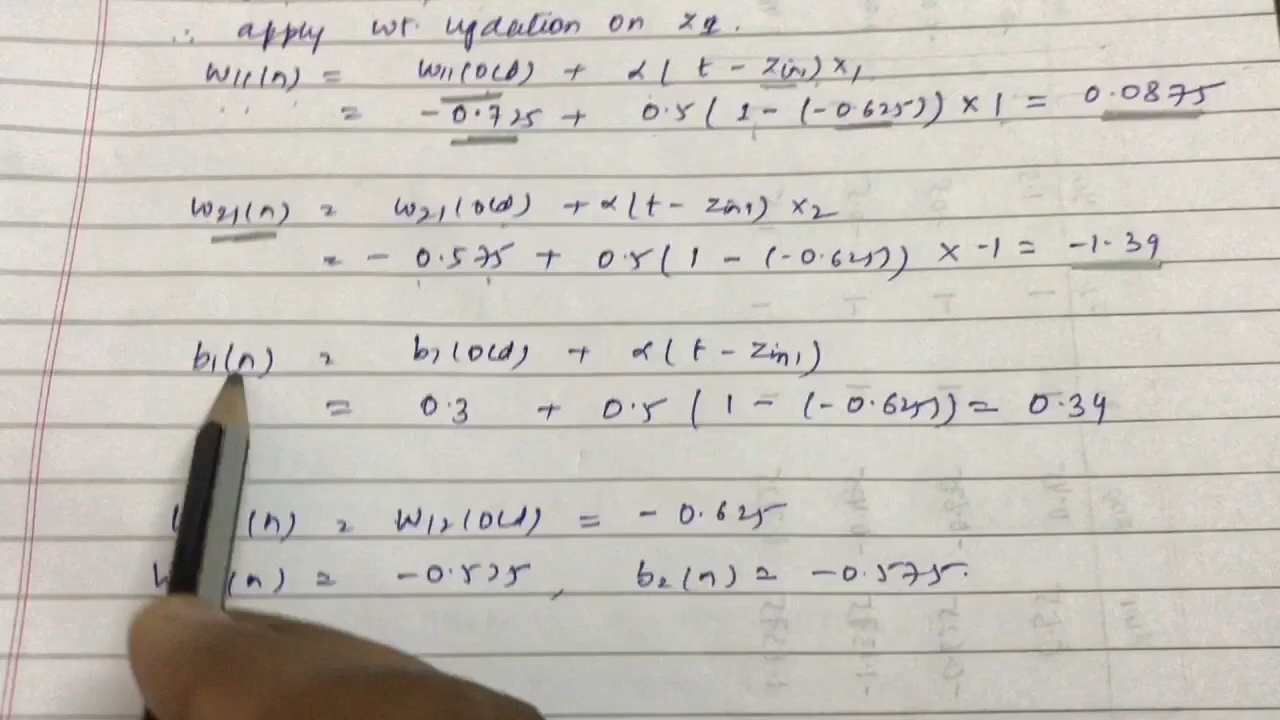 ∴ apply wt. updation on z1.
w11(n) = w11(old) + α(t - zin1) x1
= -0.725 + 0.5(1 - (-0.625)) × 1 = 0.0875
w21(n) = w21(old) + α(t - zin1) x2
= - 0.575 + 0.5(1 - (-0.625)) × -1 = -1.39
b1(n) = b1(old) + α(t - zin1)
= 0.3 + 0.5(1 - (-0.625)) = 0.34
(n) = w12(old) = -0.625
(n) = -0.525, b2(n) = -0.575.